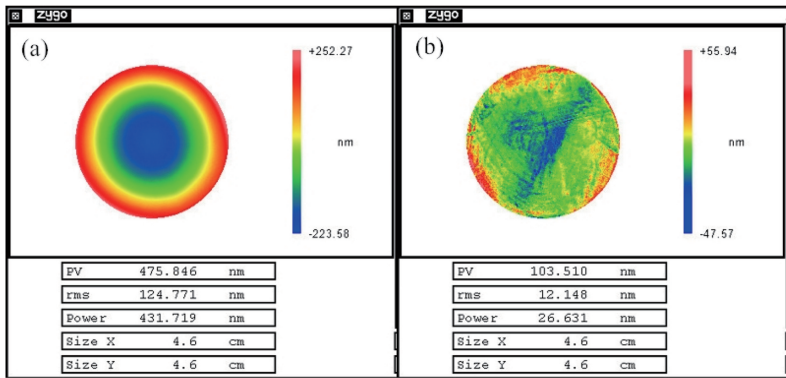 zygo
(a)
+252.27
nm
-223.58
PV 475.846 nm
rms 124.771 nm
Power 431.719 nm
Size X 4.6 cm
Size Y 4.6 cm
zygo
(b)
+55.94
nm
-47.57
PV 103.510 nm
rms 12.148 nm
Power 26.631 nm
Size X 4.6 cm
Size Y 4.6 cm